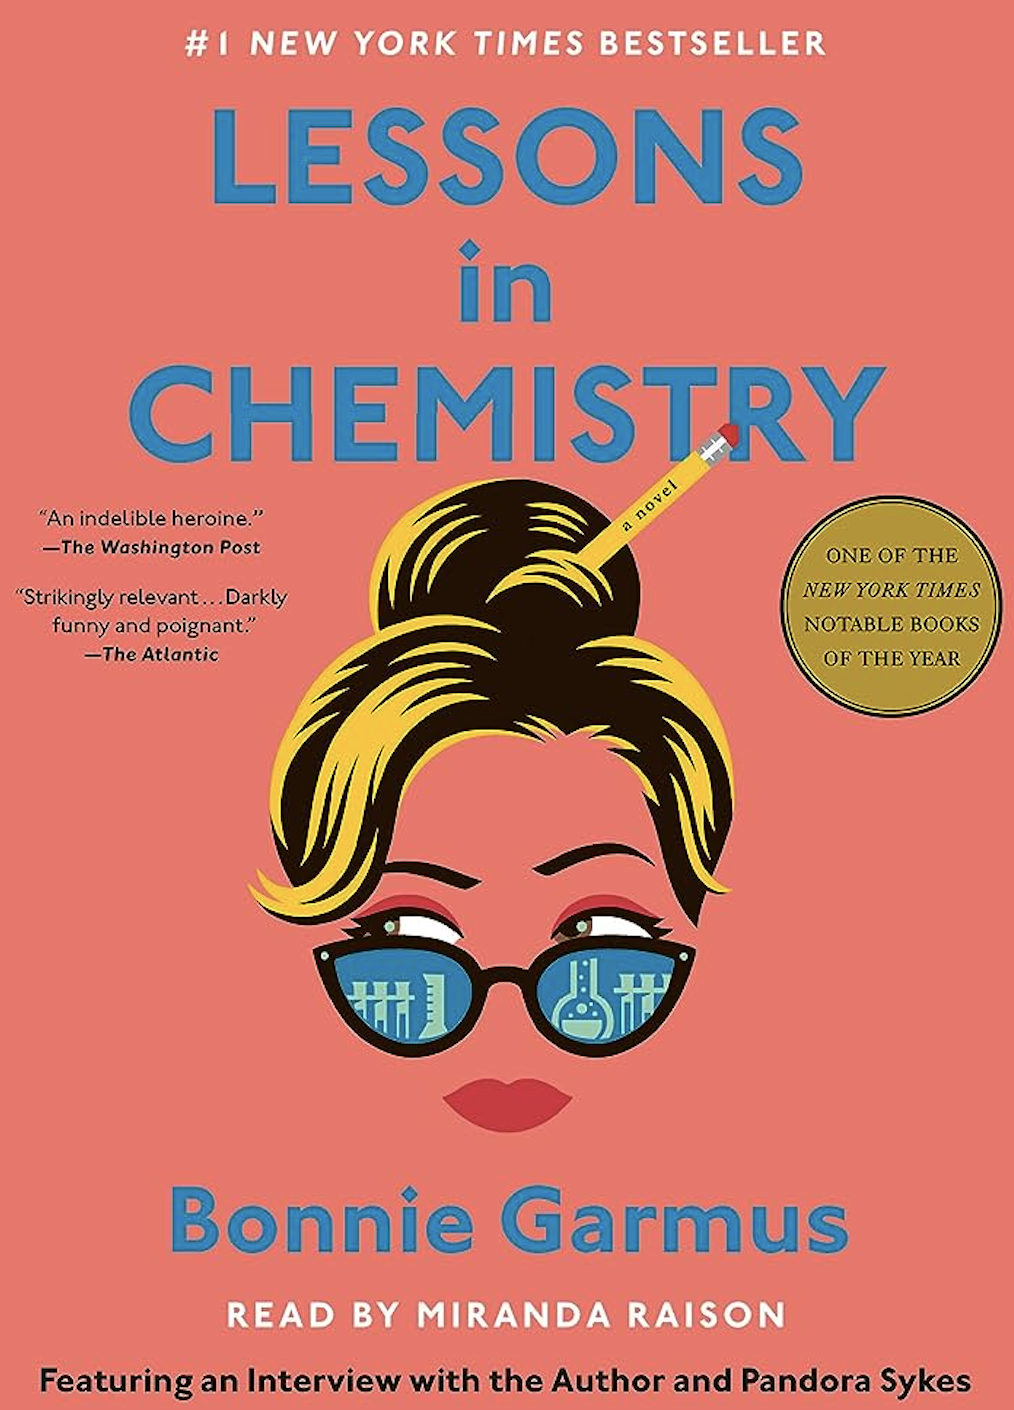 #1 NEW YORK TIMES BESTSELLER
LESSONS
in
CHEMISTRY
a novel
“An indelible heroine.”
—The Washington Post
“Strikingly relevant...Darkly
funny and poignant.”
—The Atlantic
ONE OF THE
NEW YORK TIMES
NOTABLE BOOKS
OF THE YEAR
Bonnie Garmus
READ BY MIRANDA RAISON
Featuring an Interview with the Author and Pandora Sykes